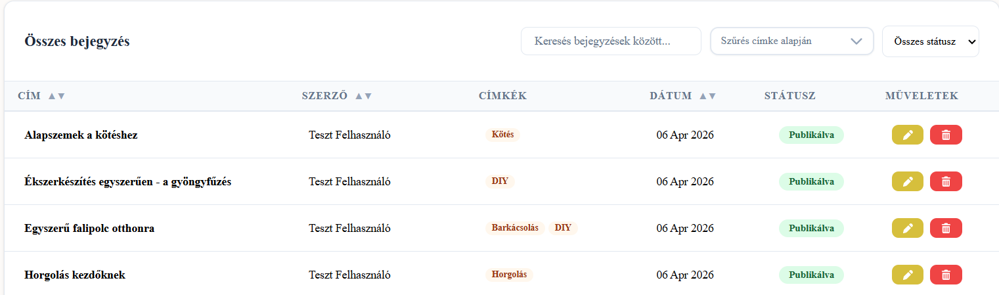 Összes bejegyzés Keresés bejegyzések között... Szűrés címke alapján Összes státusz
CÍM ▲▼ SZERZŐ ▲▼ CÍMKÉK DÁTUM ▲▼ STÁTUSZ MŰVELETEK
Alapszemek a kötéshez Teszt Felhasználó Kötés 06 Apr 2026 Publikálva
Ékszerkészítés egyszerűen - a gyöngyfűzés Teszt Felhasználó DIY 06 Apr 2026 Publikálva
Egyszerű falipolc otthonra Teszt Felhasználó Barkácsolás DIY 06 Apr 2026 Publikálva
Horgolás kezdőknek Teszt Felhasználó Horgolás 06 Apr 2026 Publikálva